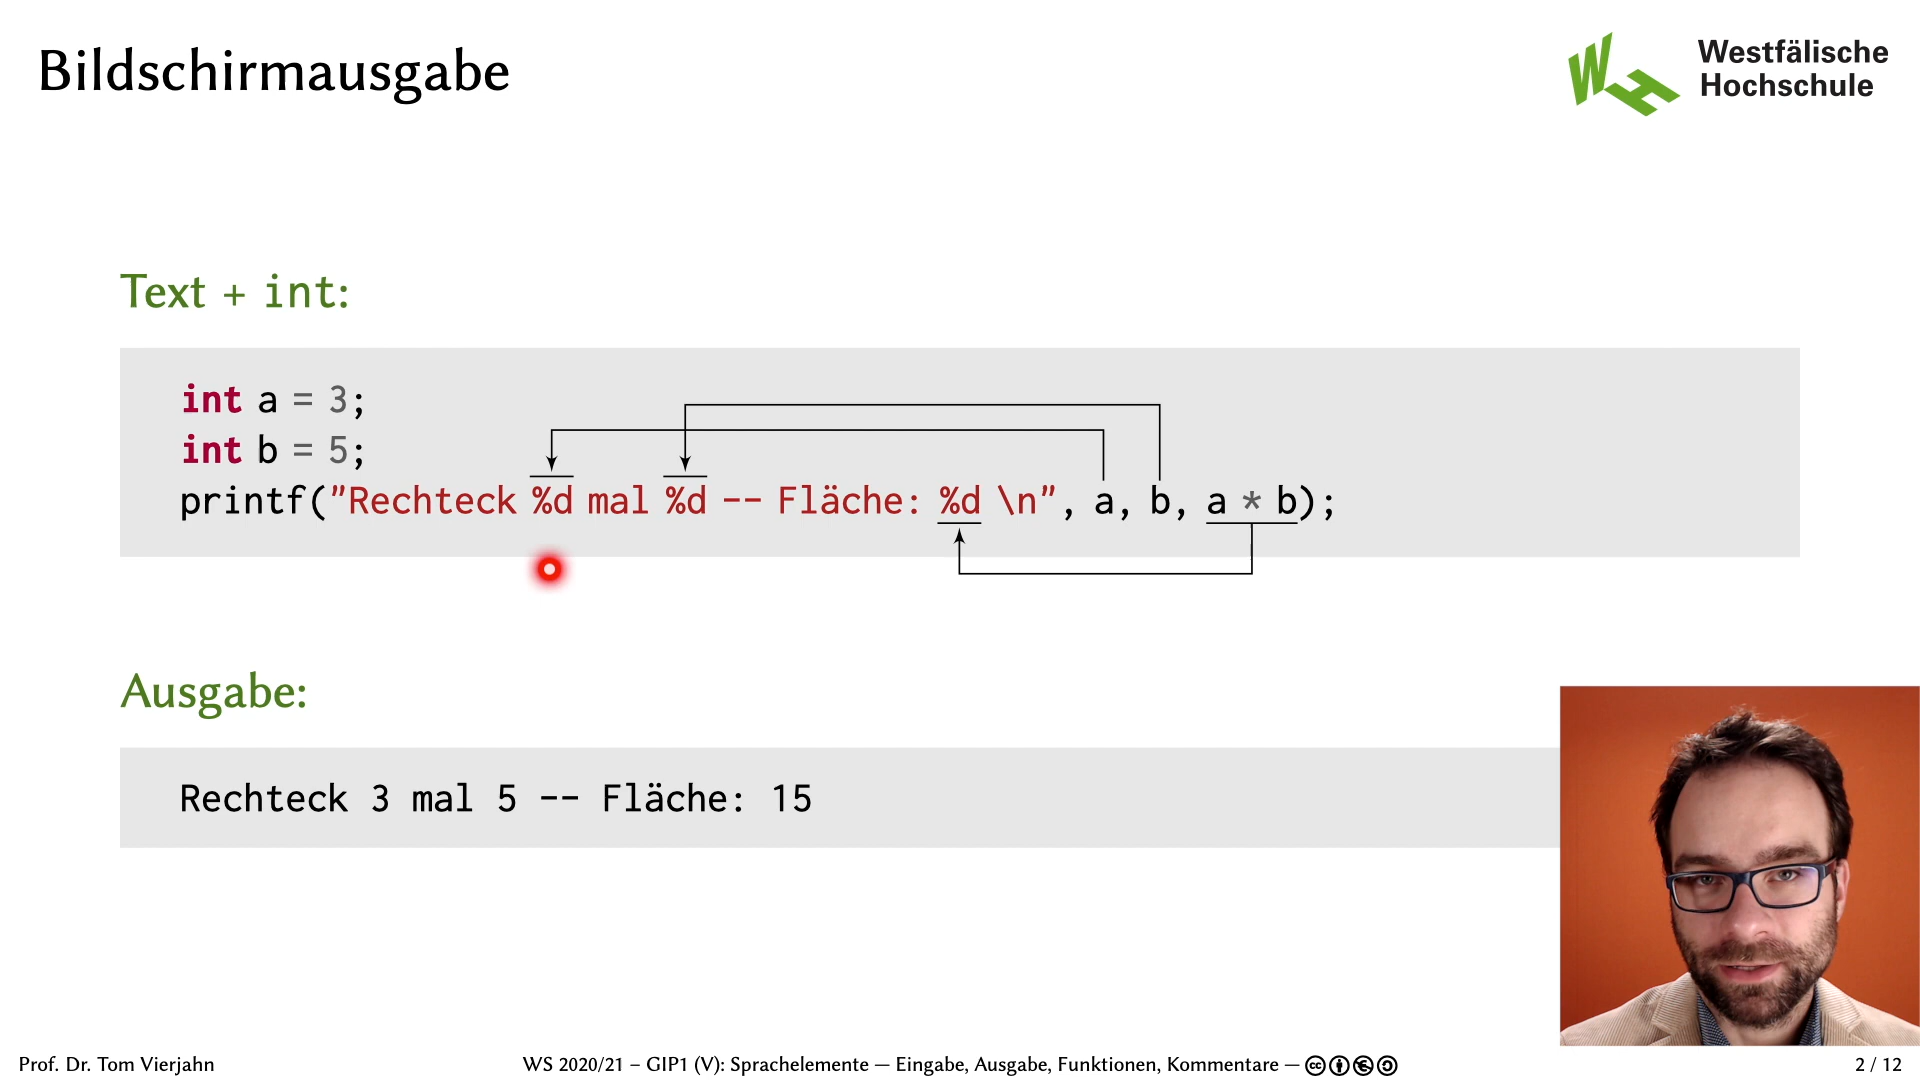 Bildschirmausgabe
Westfälische
Hochschule
Text + int:
int a = 3;
int b = 5;
printf("Rechteck %d mal %d -- Fläche: %d \n", a, b, a * b);
Ausgabe:
Rechteck 3 mal 5 -- Fläche: 15
Prof. Dr. Tom Vierjahn
WS 2020/21 – GIP1 (V): Sprachelemente — Eingabe, Ausgabe, Funktionen, Kommentare —
2 / 12